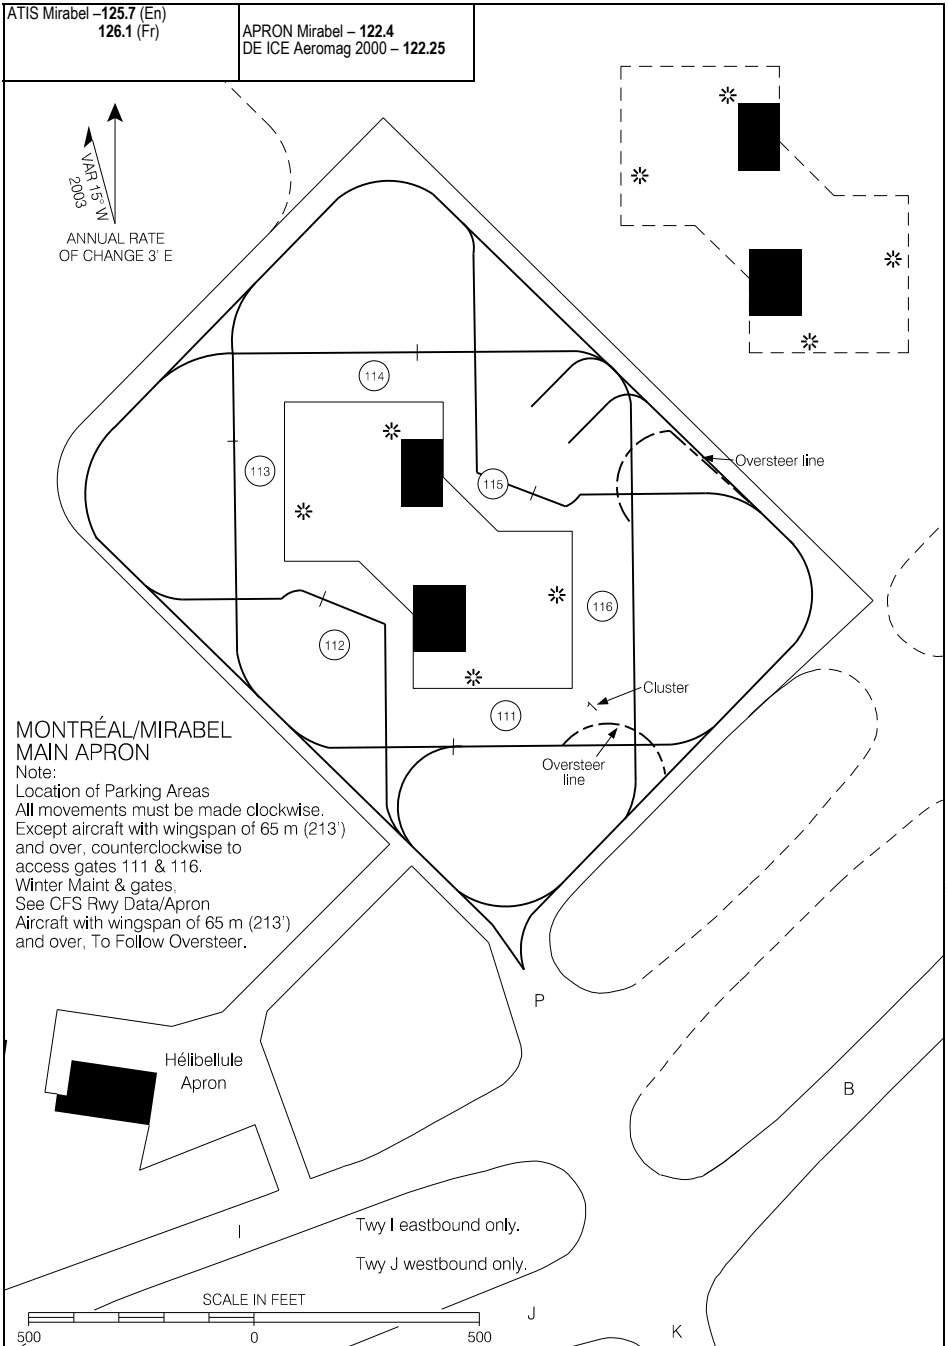 ATIS Mirabel –125.7 (En)
126.1 (Fr)
APRON Mirabel – 122.4
DE ICE Aeromag 2000 – 122.25
VAR 15° W
2003
ANNUAL RATE
OF CHANGE 3' E
114
113
115
Oversteer line
116
112
Cluster
111
Oversteer
line
MONTRÉAL/MIRABEL
MAIN APRON
Note:
Location of Parking Areas
All movements must be made clockwise.
Except aircraft with wingspan of 65 m (213')
and over, counterclockwise to
access gates 111 & 116.
Winter Maint & gates,
See CFS Rwy Data/Apron
Aircraft with wingspan of 65 m (213')
and over, To Follow Oversteer.
P
Hélibellule
Apron
B
I
Twy I eastbound only.
Twy J westbound only.
SCALE IN FEET
500 0 500
J
K